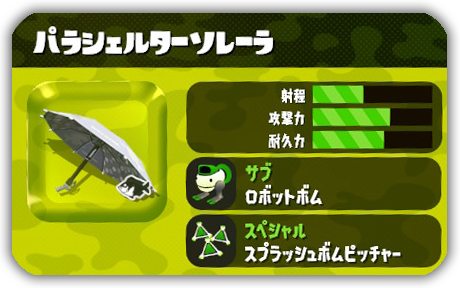 パラシェルターソレーラ
射程
攻撃力
耐久力
サブ
ロボットボム
スペシャル
スプラッシュボムピッチャー